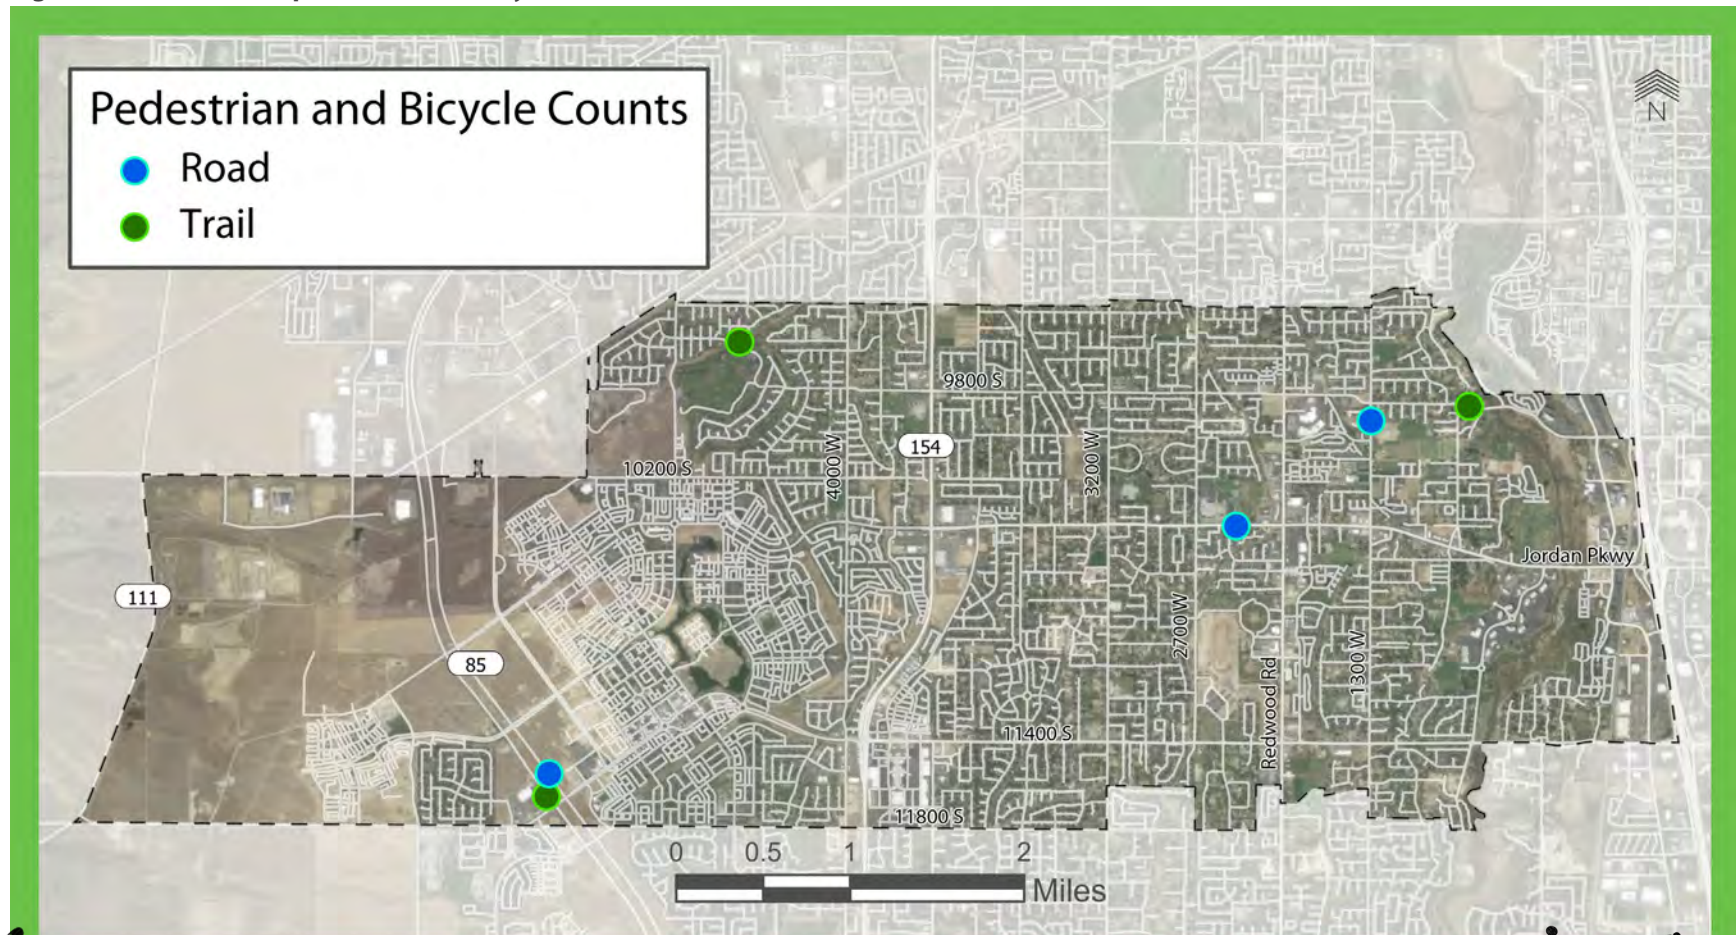 Pedestrian and Bicycle Counts
Road
Trail
N
9800 S
154
10200 S
4000 W
3200 W
Jordan Pkwy
111
85
2700 W
1300 W
Redwood Rd
11400 S
11800 S
0 0.5 1 2
Miles